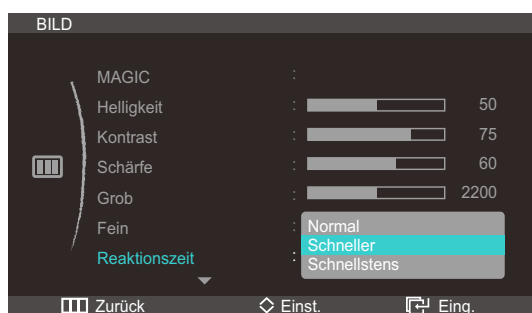 BILD
MAGIC :
Helligkeit : 50
Kontrast : 75
Schärfe : 60
Grob : 2200
Fein :
Reaktionszeit :
Normal
Schneller
Schnellstens
Zurück Einst. Eing.